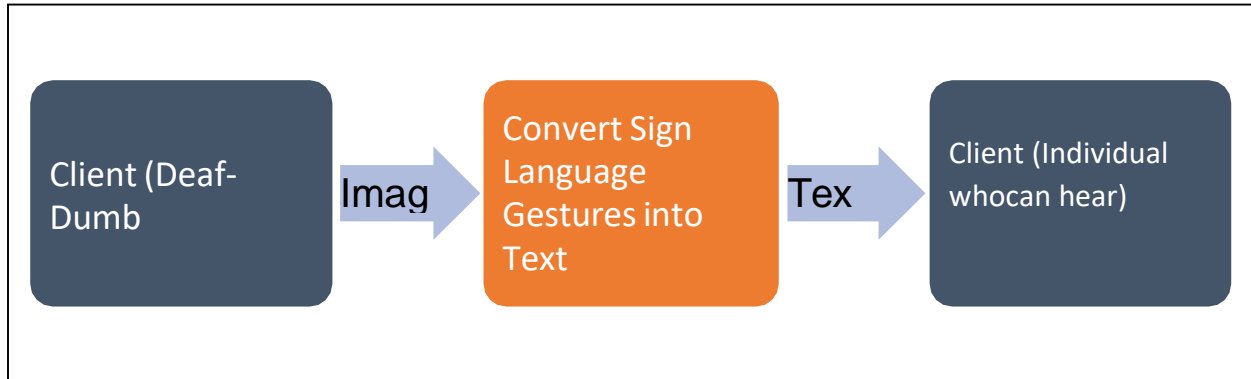 Client (Deaf-
Dumb
Imag
Convert Sign
Language
Gestures into
Text
Tex
Client (Individual
whocan hear)